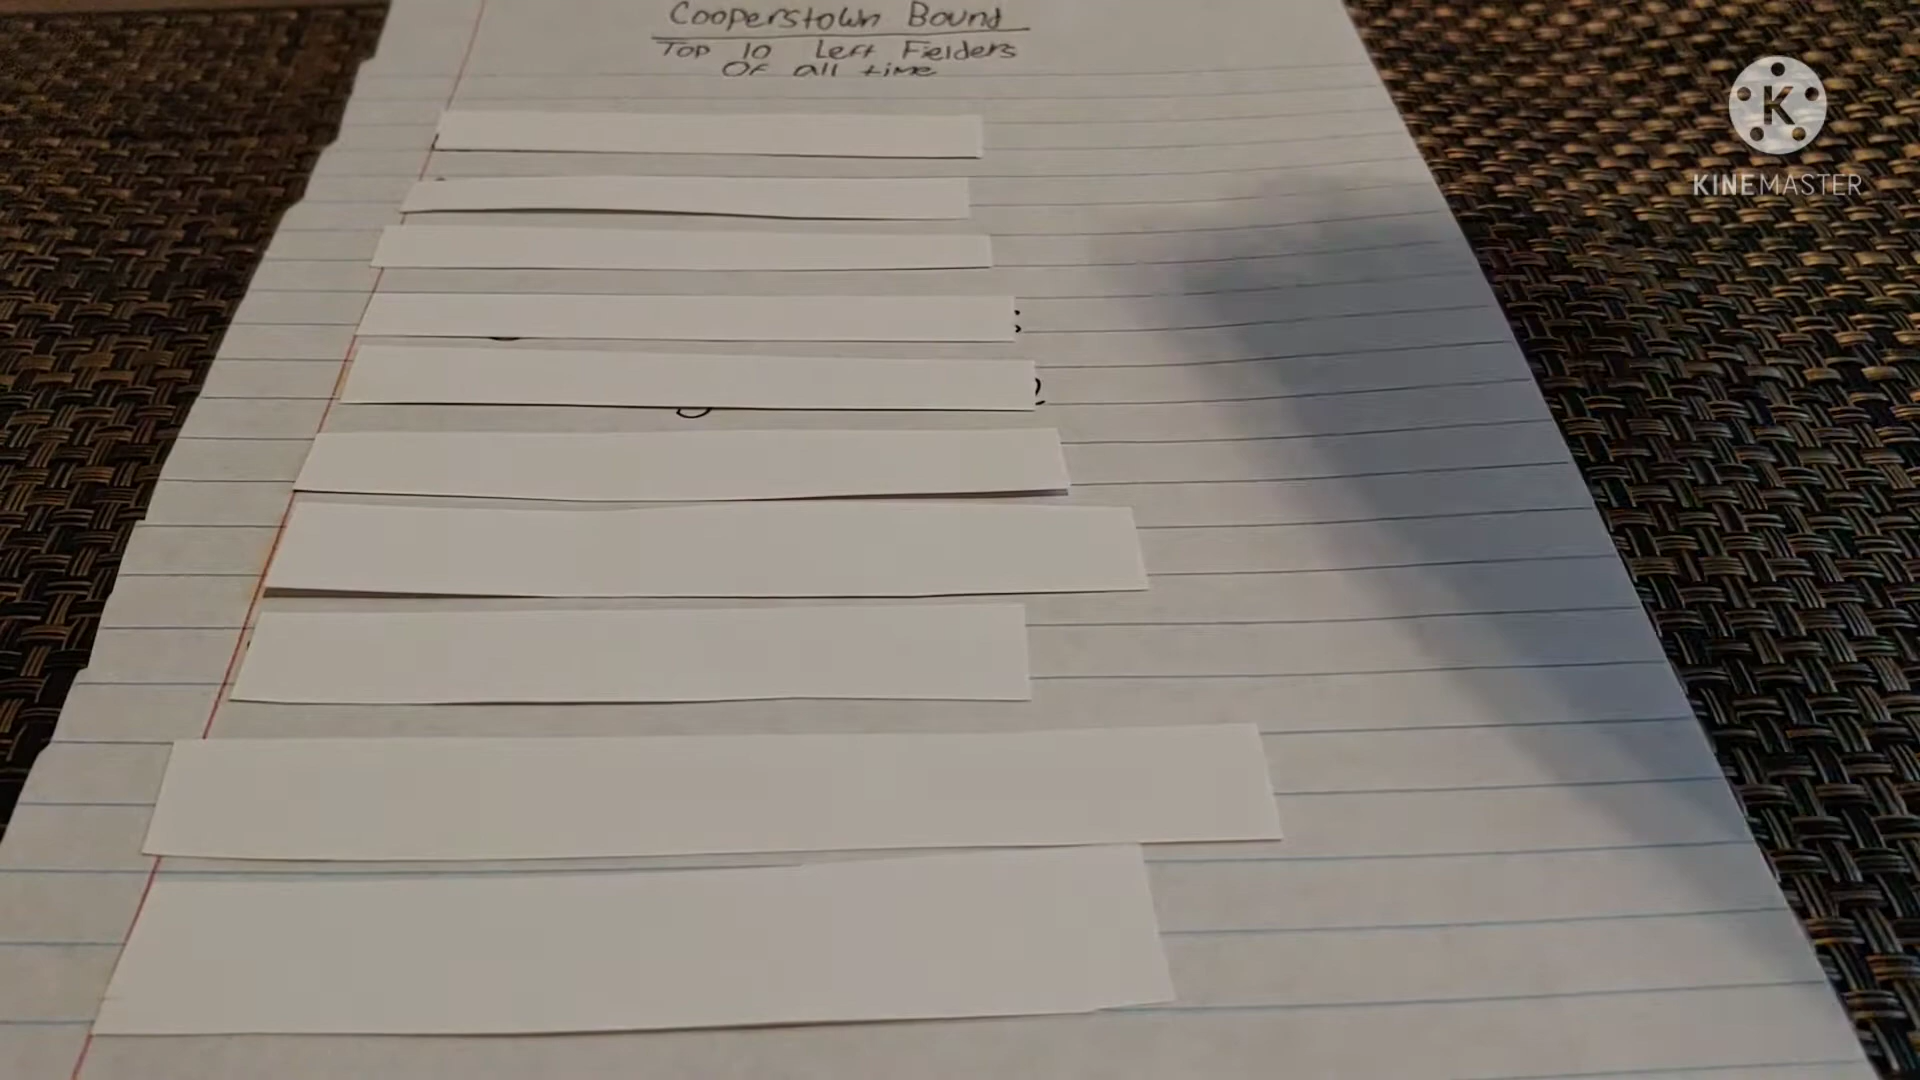 Cooperstown Bound
Top 10 Left Fielders
Of all time
K
KINEMASTER